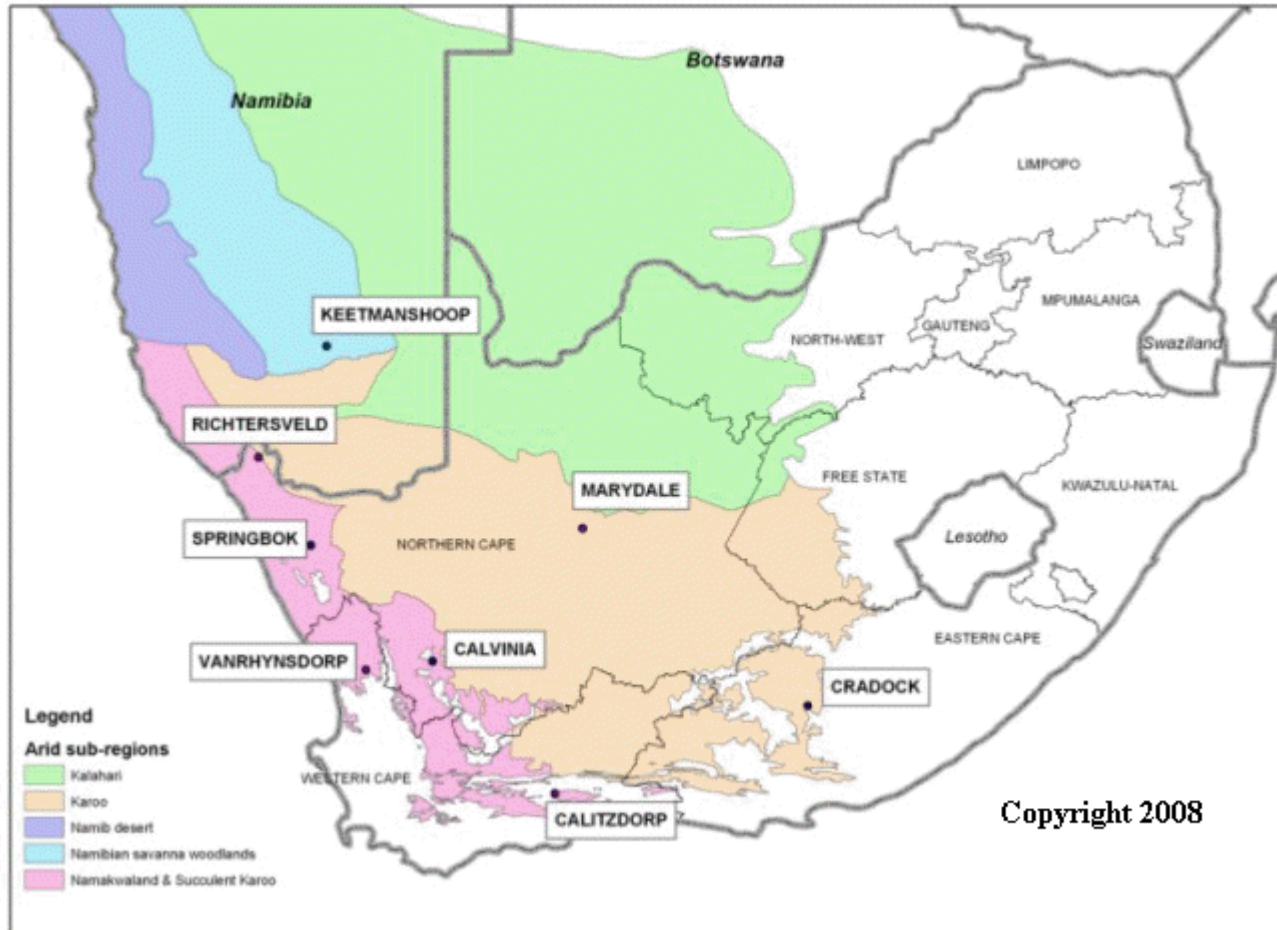 Botswana
Namibia
LIMPOPO
KEETMANSHOOP
MPUMALANGA
NORTH-WEST
GAUTENG
Swaziland
RICHTERSVELD
MARYDALE
FREE STATE
KWAZULU-NATAL
SPRINGBOK
NORTHERN CAPE
Lesotho
EASTERN CAPE
VANRHYNSDORP
CALVINIA
CRADOCK
WESTERN CAPE
CALITZDORP
Legend
Arid sub-regions
Kalahari
Karoo
Namib desert
Namibian savanna woodlands
Namakwaland & Succulent Karoo
Copyright 2008